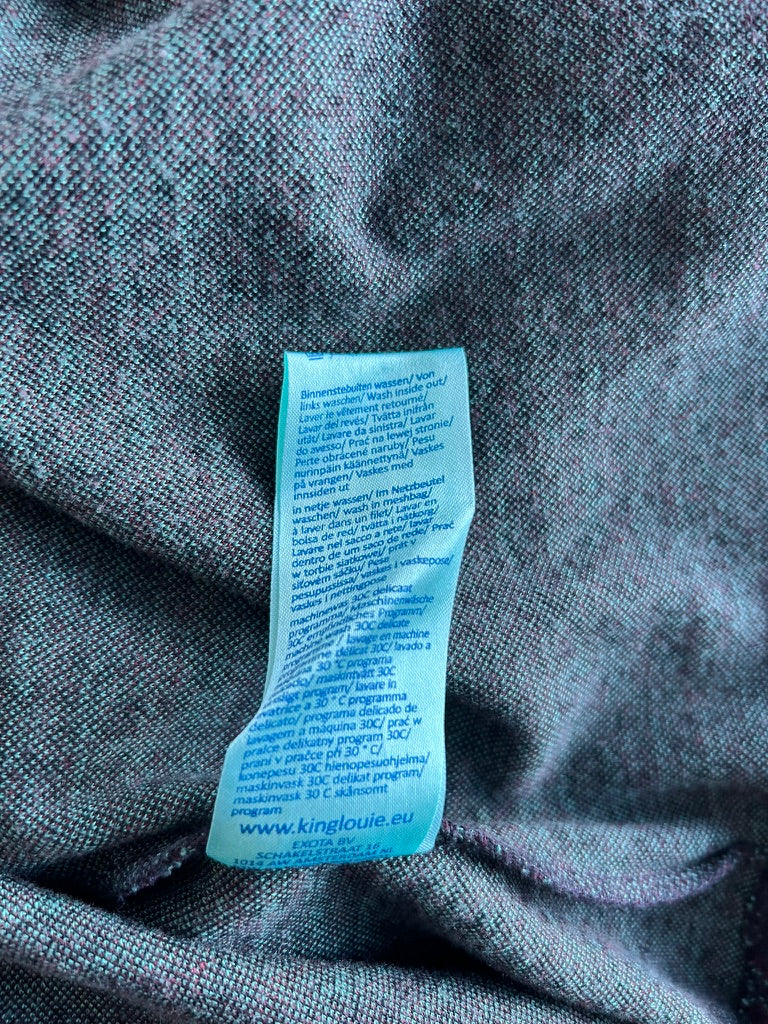 Binnenstebuiten wassen/ Von
links waschen/ Wash inside out/
Laver le vêtement retourné/
Lavar del revés/ Tvätta inifrån
utåt/ Lavare da sinistra/ Lavar
do avesso/ Prać na lewej stronie/
Perte obrácené naruby/ Pesu
nurinpäin käännettynä/ Vaskes
på vrangen/ Vaskes med
innsiden ut
in netje wassen/ Im Netzbeutel
waschen/ wash in meshbag/
à laver dans un filet/ Lavar en
bolsa de red/ tvätta i nätkorg/
Lavare nel sacco a rete/ lavar
dentro de um saco de rede/ Prać
w torbie siatkowej/ prát v
síťovém sáčku/ Pese
pesupussissa/ vaskes i vaskepose/
vaskes i nettingpose
machinewas 30C delicaat
programma/ Maschinenwäsche
30C Programm/
machine wash 30C delicate
lavage en machine
délicat 30C/ lavado a
30 °C programa
maskintvätt 30C
program/ lavare in
a 30 °C programma
delicato/ programa delicado de
lavagem a máquina 30C/ prać w
pralce delikatny program 30C/
praní v pračce při 30 ° C/
konepesu 30C hienopesuohjelma/
maskinvask 30C delikat program/
maskinvask 30 C skånsomt
program
www.kinglouie.eu
EXOTA BV
SCHAKELSTRAAT 16
1014 AW AMSTERDAM NL